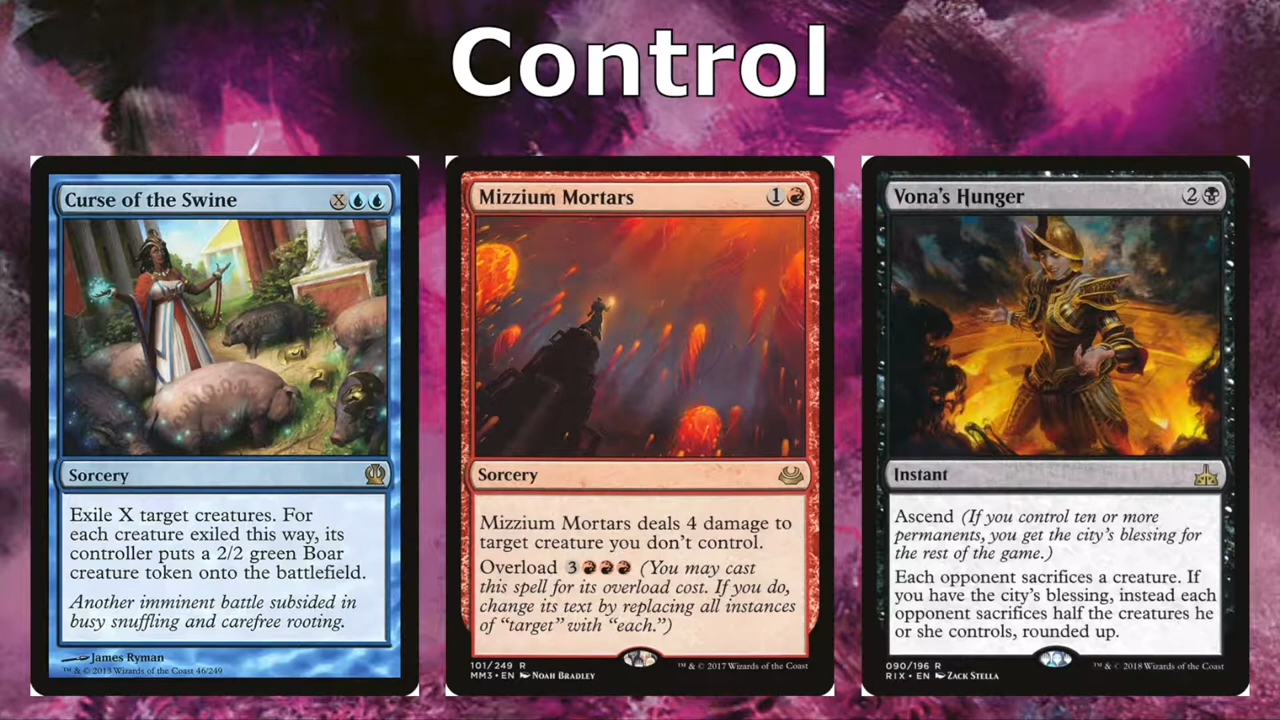 Control
Curse of the Swine X
Sorcery
Exile X target creatures. For
each creature exiled this way, its
controller puts a 2/2 green Boar
creature token onto the battlefield.
Another imminent battle subsided in
busy snuffling and carefree rooting.
James Ryman
™ & © 2013 Wizards of the Coast 46/249
Mizzium Mortars 1
Sorcery
Mizzium Mortars deals 4 damage to
target creature you don't control.
Overload 3 (You may cast
this spell for its overload cost. If you do,
change its text by replacing all instances
of “target” with “each.”)
101/249 R
MM3 • EN Noah Bradley
™ & © 2017 Wizards of the Coast
Vona's Hunger 2
Instant
Ascend (If you control ten or more
permanents, you get the city's blessing for
the rest of the game.)
Each opponent sacrifices a creature. If
you have the city's blessing, instead each
opponent sacrifices half the creatures he
or she controls, rounded up.
090/196 R
RIX • EN Zack Stella
™ & © 2018 Wizards of the Coast